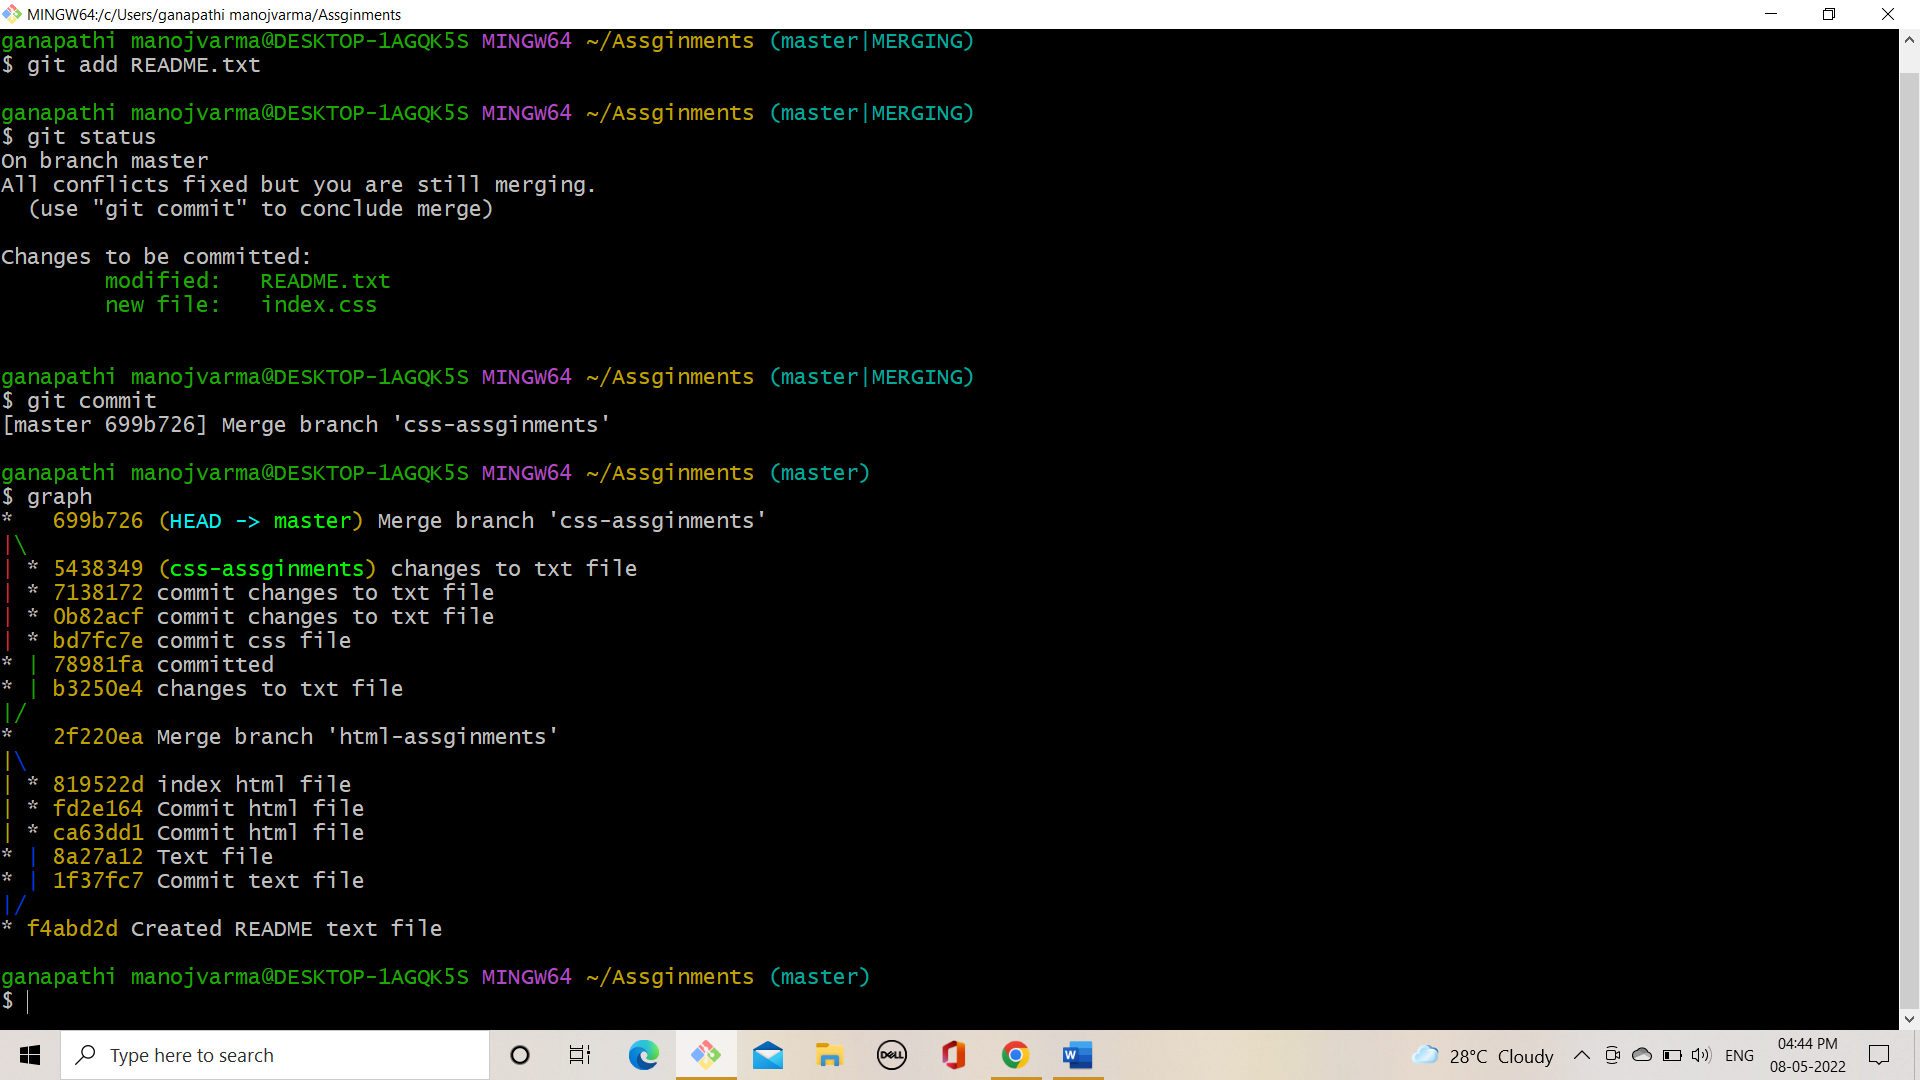 MINGW64:/c/Users/ganapathi manojvarma/Assginments
ganapathi manojvarma@DESKTOP-1AGQK5S MINGW64 ~/Assginments (master|MERGING)
$ git add README.txt
ganapathi manojvarma@DESKTOP-1AGQK5S MINGW64 ~/Assginments (master|MERGING)
$ git status
On branch master
All conflicts fixed but you are still merging.
  (use "git commit" to conclude merge)
Changes to be committed:
        modified:   README.txt
        new file:   index.css
ganapathi manojvarma@DESKTOP-1AGQK5S MINGW64 ~/Assginments (master|MERGING)
$ git commit
[master 699b726] Merge branch 'css-assginments'
ganapathi manojvarma@DESKTOP-1AGQK5S MINGW64 ~/Assginments (master)
$ graph
*   699b726 (HEAD -> master) Merge branch 'css-assginments'
|\
| * 5438349 (css-assginments) changes to txt file
| * 7138172 commit changes to txt file
| * 0b82acf commit changes to txt file
| * bd7fc7e commit css file
* | 78981fa committed
* | b3250e4 changes to txt file
|/
*   2f220ea Merge branch 'html-assginments'
|\
| * 819522d index html file
| * fd2e164 Commit html file
| * ca63dd1 Commit html file
* | 8a27a12 Text file
* | 1f37fc7 Commit text file
|/
* f4abd2d Created README text file
ganapathi manojvarma@DESKTOP-1AGQK5S MINGW64 ~/Assginments (master)
$
Type here to search
DELL
W
28°C Cloudy
ENG
04:44 PM
08-05-2022